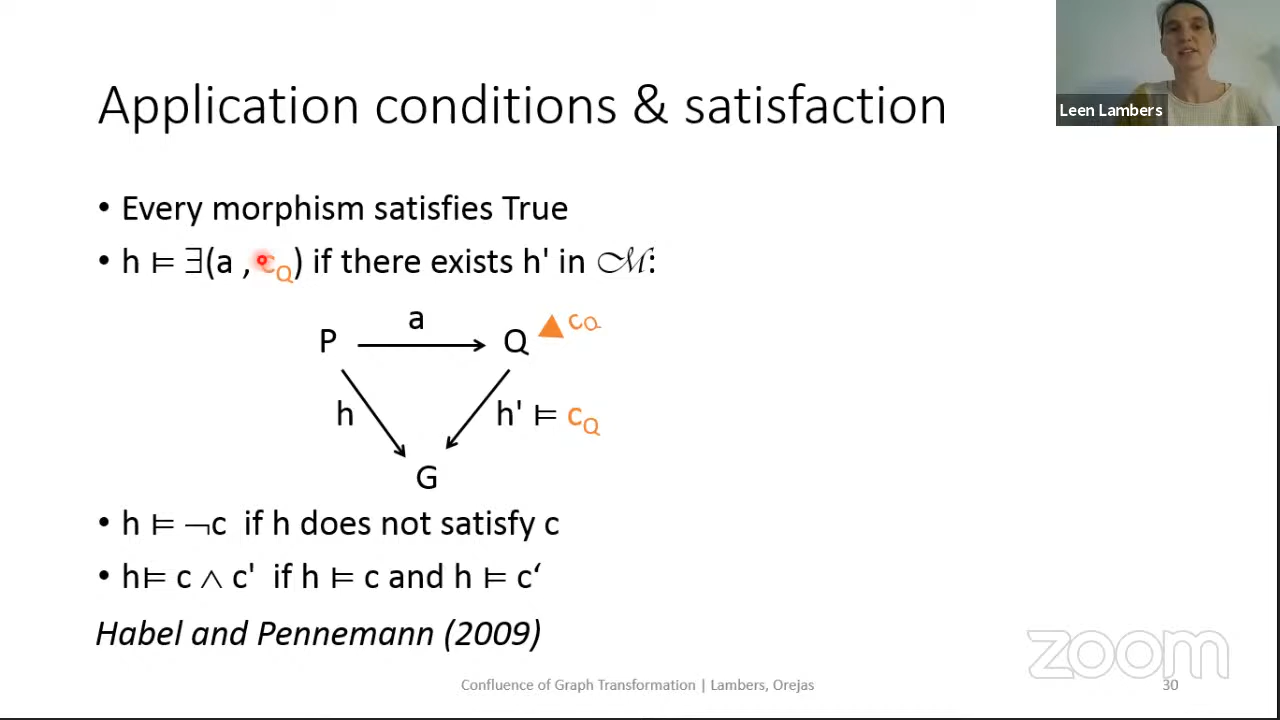 Leen Lambers
Application conditions & satisfaction
• Every morphism satisfies True
• h ⊨ ∃(a , c_Q) if there exists h' in ℳ:
a
P
Q
c_Q
h
h' ⊨ c_Q
G
• h ⊨ ¬c if h does not satisfy c
• h⊨ c ∧ c' if h ⊨ c and h ⊨ c‘
Habel and Pennemann (2009)
zoom
Confluence of Graph Transformation | Lambers, Orejas
30